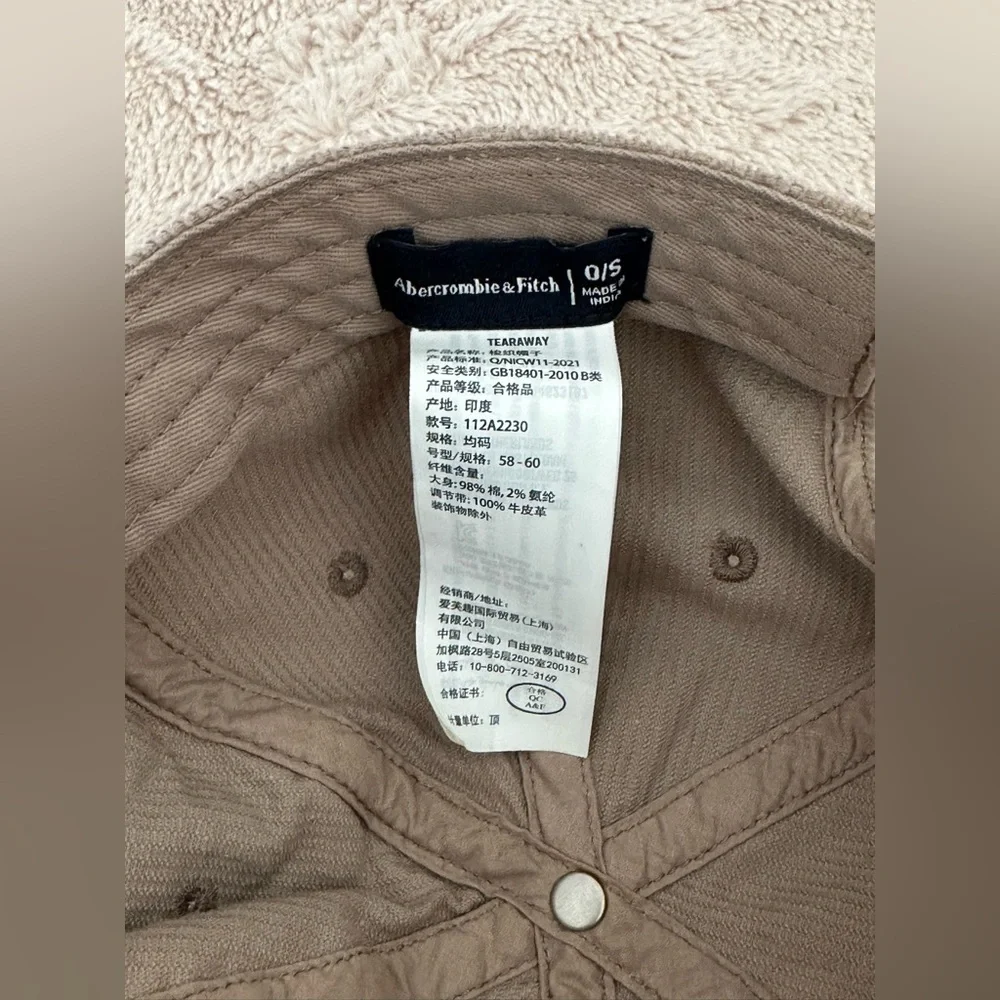 Abercrombie & Fitch
O/S
MADE IN
INDIA
TEARAWAY
产品名称: 梭织帽子
产品标准: Q/NICW11-2021
安全类别: GB18401-2010 B类
产品等级: 合格品
产地: 印度
款号: 112A2230
规格: 均码
号型/规格: 58-60
纤维含量:
大身: 98% 棉, 2% 氨纶
调节带: 100% 牛皮革
装饰物除外
经销商/地址:
爱芙趣国际贸易(上海)
有限公司
中国（上海）自由贸易试验区
加枫路28号5层2505室200131
电话: 10-800-712-3169
合格证书:
合格
QC
A&F
计量单位: 顶